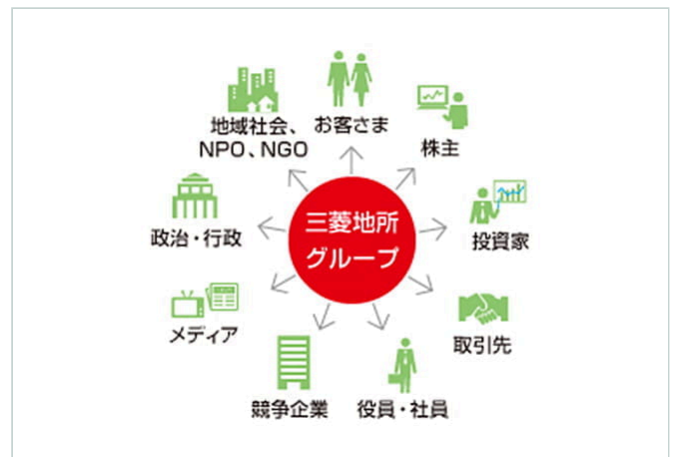 お客さま
株主
投資家
取引先
役員・社員
競争企業
メディア
政治・行政
地域社会、
NPO、NGO
三菱地所
グループ